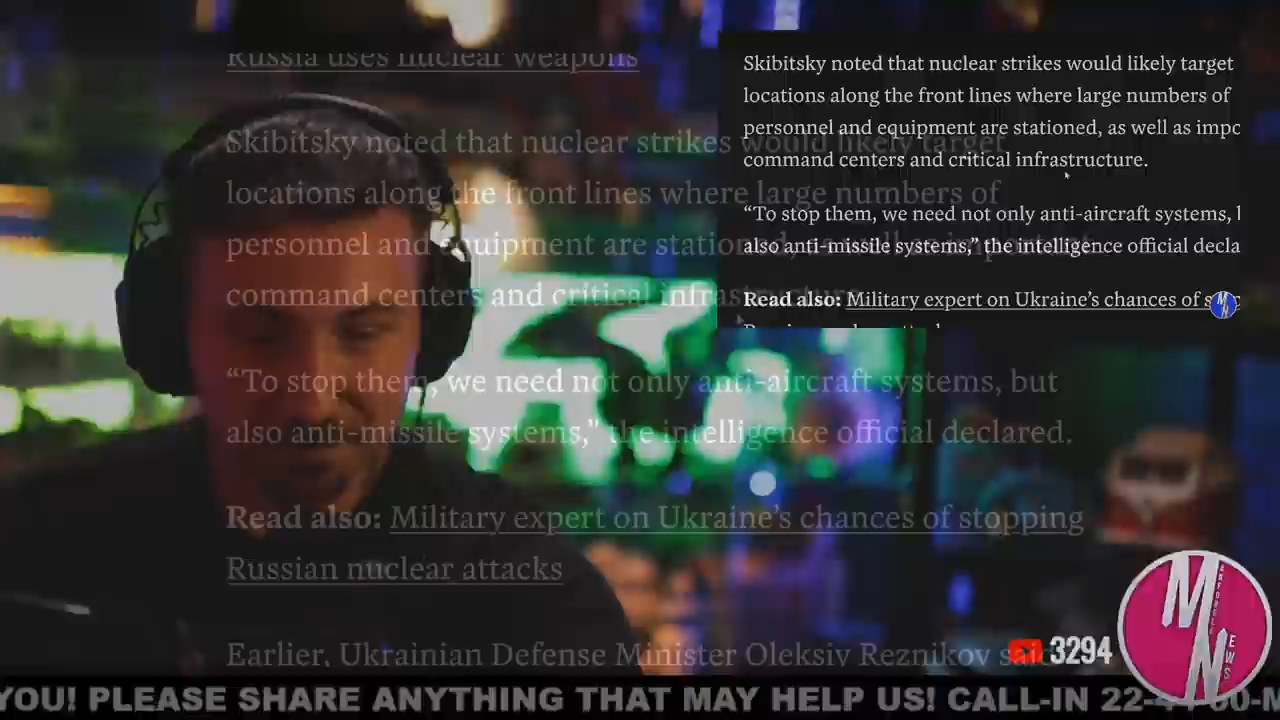 Russia uses nuclear weapons
Skibitsky noted that nuclear strikes would likely target
locations along the front lines where large numbers of
personnel and equipment are stationed, as well as important
command centers and critical infrastructure.
“To stop them, we need not only anti-aircraft systems, but
also anti-missile systems,” the intelligence official declared.
Read also: Military expert on Ukraine’s chances of stopping
Russian nuclear attacks
Earlier, Ukrainian Defense Minister Oleksiy Reznikov said
Skibitsky noted that nuclear strikes would likely target
locations along the front lines where large numbers of
personnel and equipment are stationed, as well as impo
command centers and critical infrastructure.
“To stop them, we need not only anti-aircraft systems,
also anti-missile systems,” the intelligence official decla
Read also: Military expert on Ukraine’s chances of
3294
MN
NEWS
YOU! PLEASE SHARE ANYTHING THAT MAY HELP US! CALL-IN